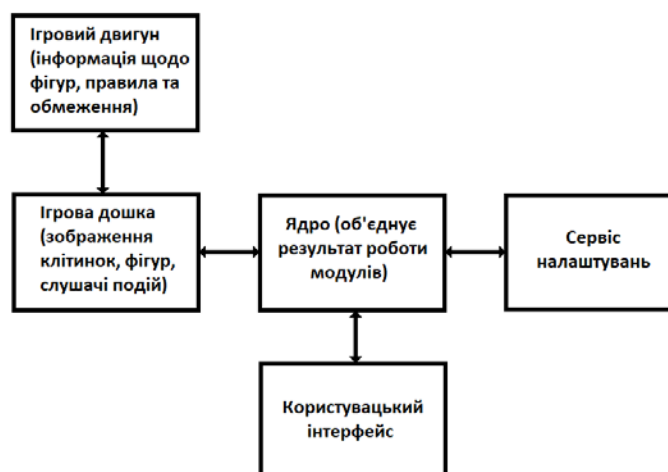 Ігровий двигун
(інформація щодо
фігур, правила та
обмеження)
Ігрова дошка
(зображення
клітинок, фігур,
слушачі подій)
Ядро (об'єднує
результат роботи
модулів)
Сервіс
налаштувань
Користувацький
інтерфейс